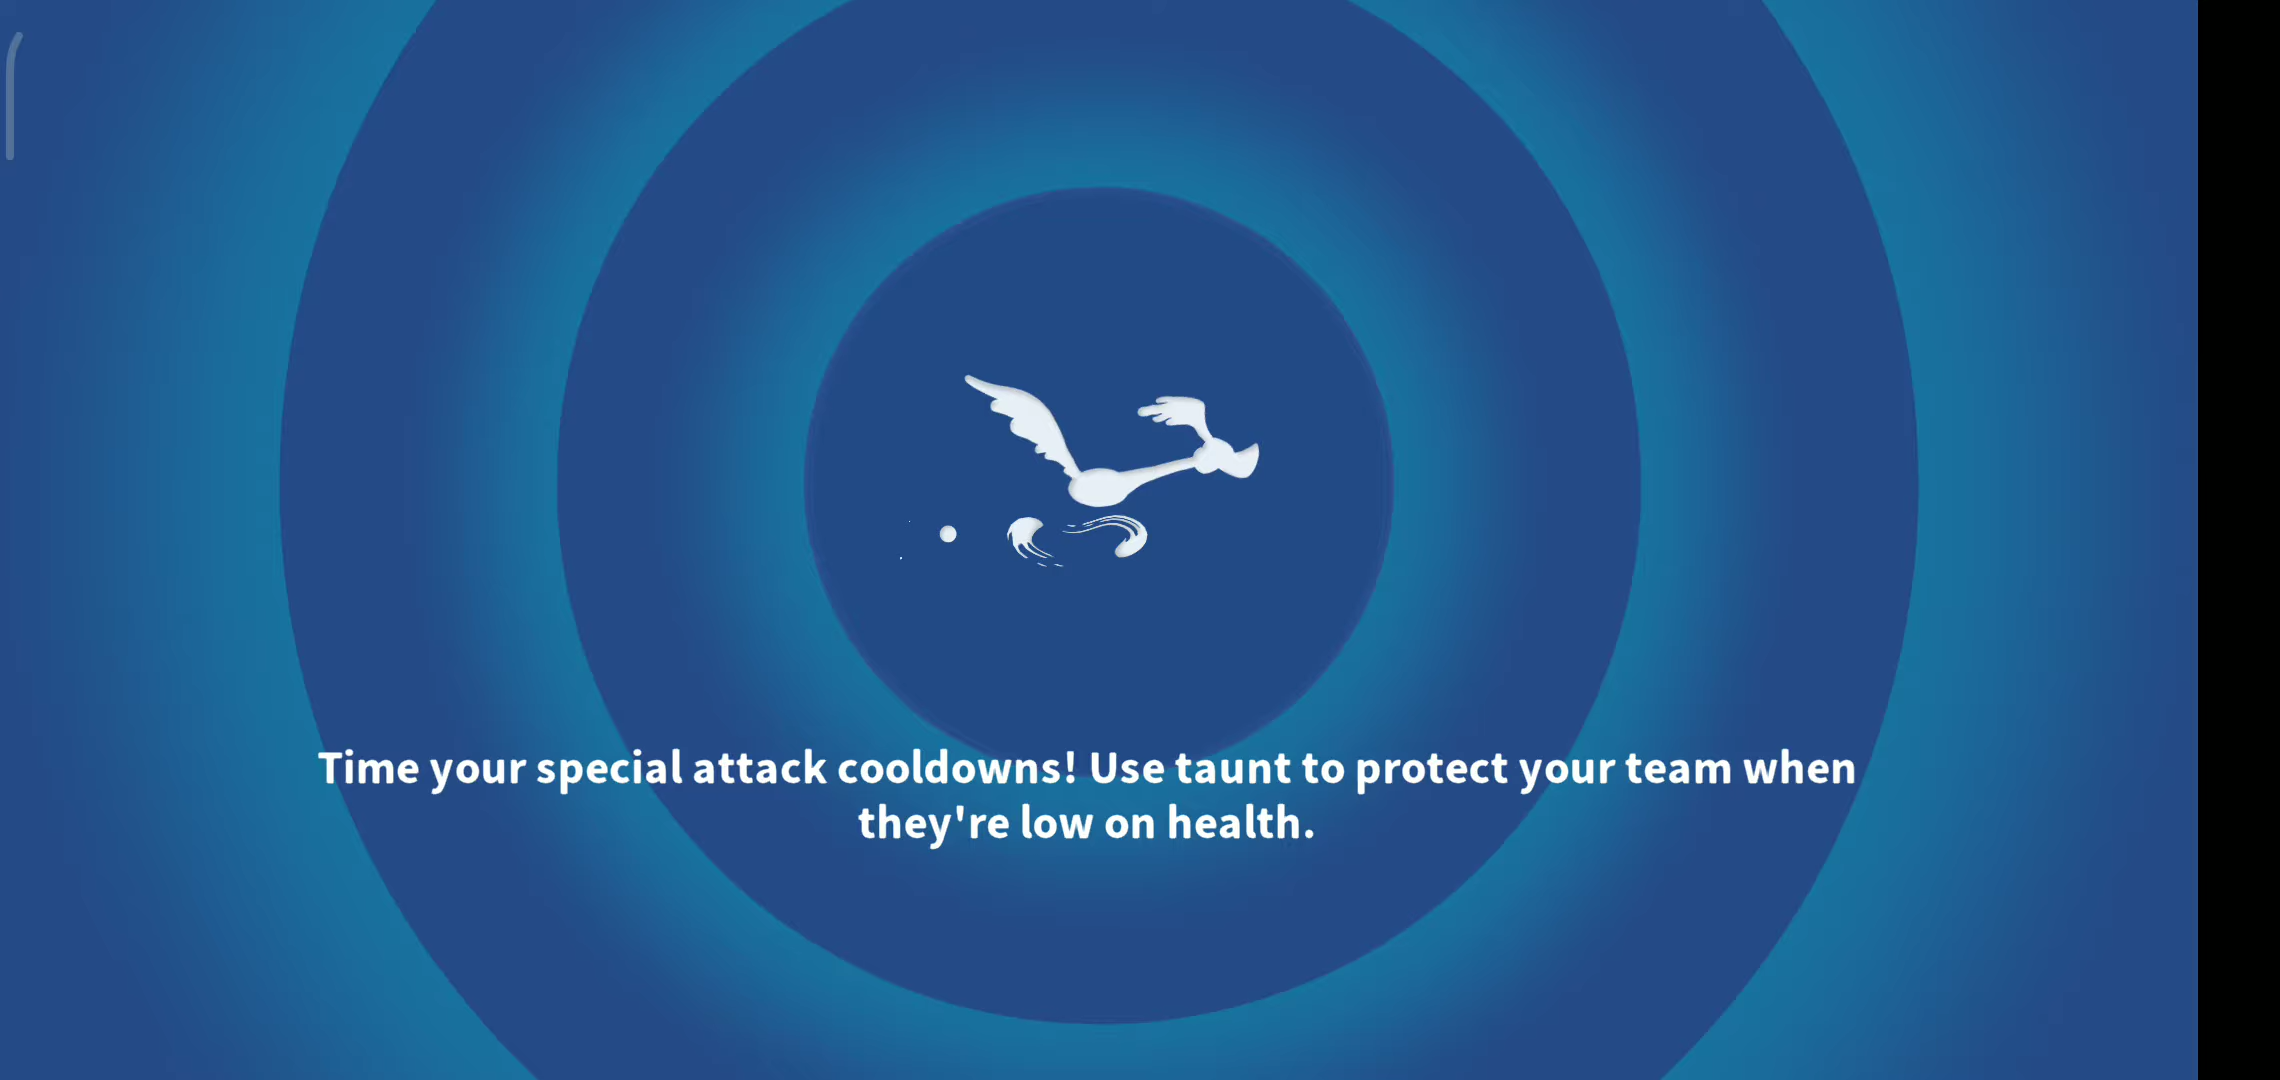 Time your special attack cooldowns! Use taunt to protect your team when
they're low on health.